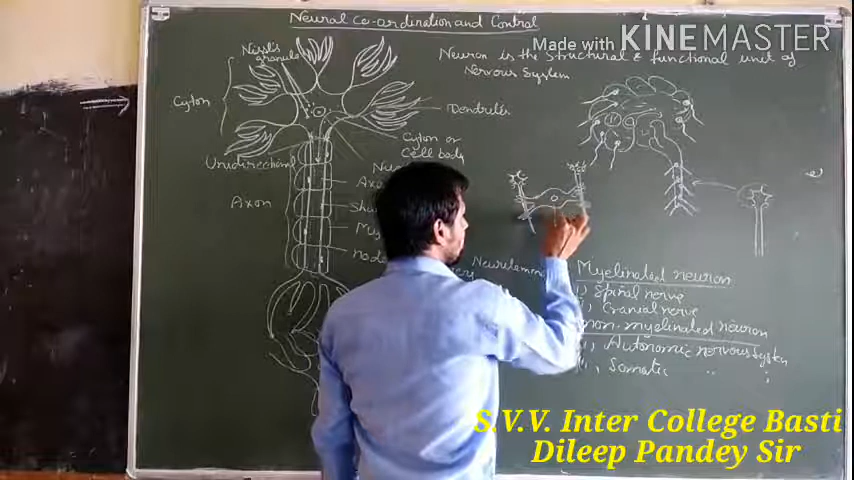 Neural co-ordination and Control
Made with KINEMASTER
Neuron is the structural & functional unit of
Nervous System
Nissl's
granules
Cyton
Dendrites
Cyton or
Cell body
Unidirectional
Axon
Neurilemma
Myelinated neuron
Spinal nerve
Cranial nerve
non-myelinated neuron
Autonomic nervous System
Somatic " "
S.V.V. Inter College Basti
Dileep Pandey Sir